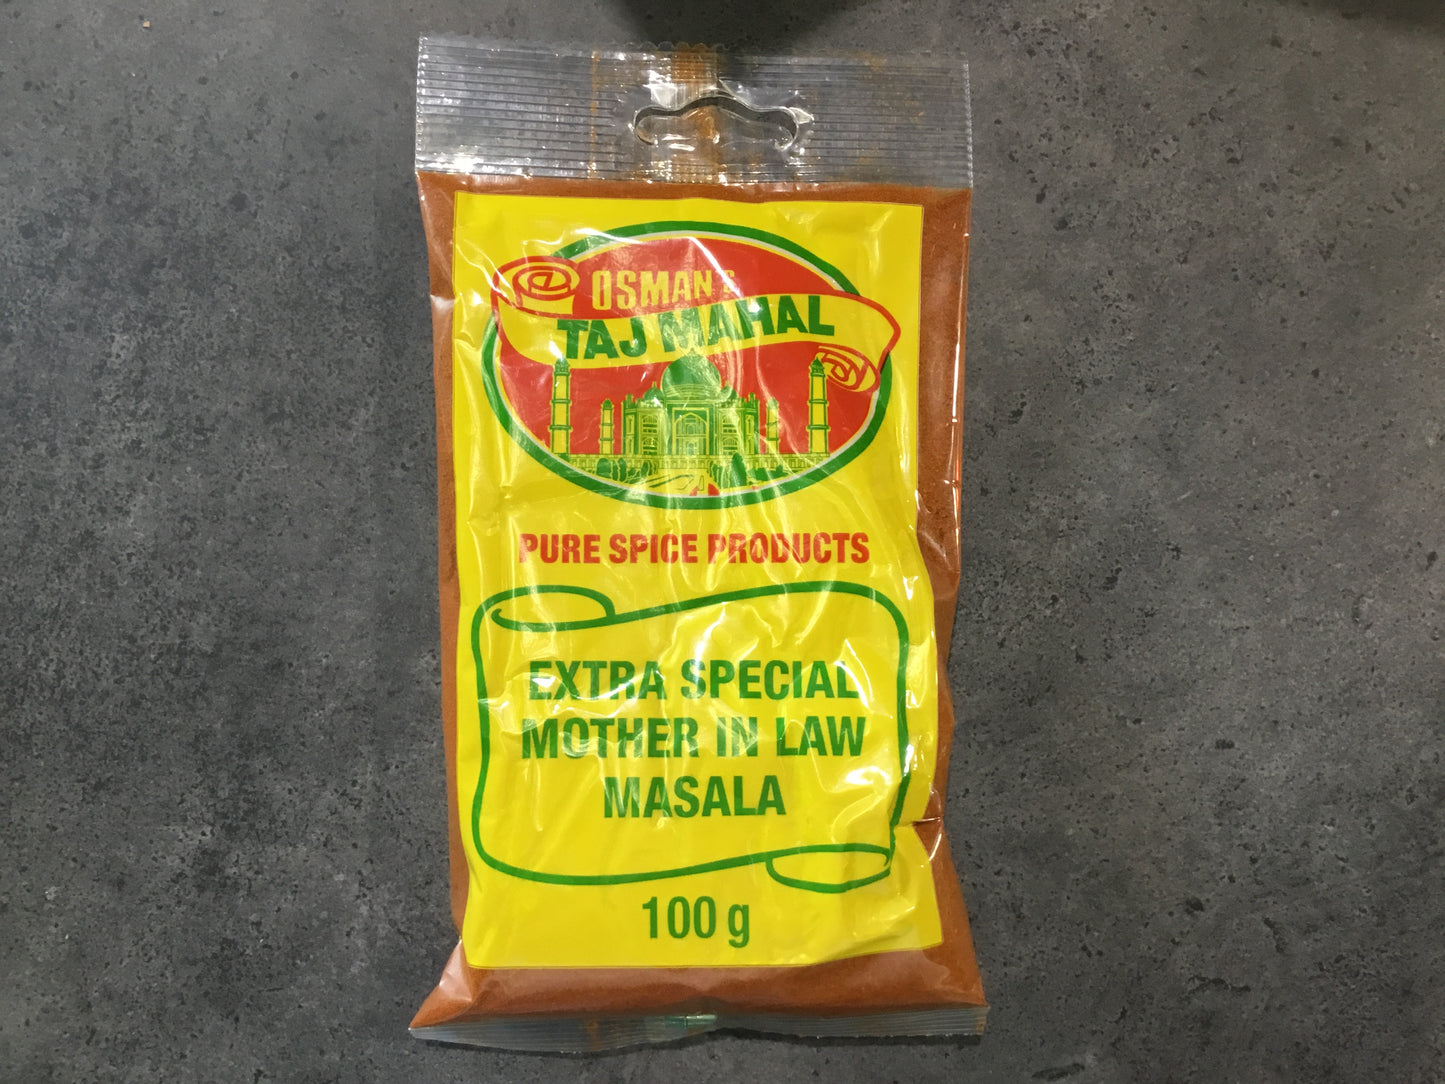 OSMAN'S
TAJ MAHAL
PURE SPICE PRODUCTS
EXTRA SPECIAL
MOTHER IN LAW
MASALA
100 g